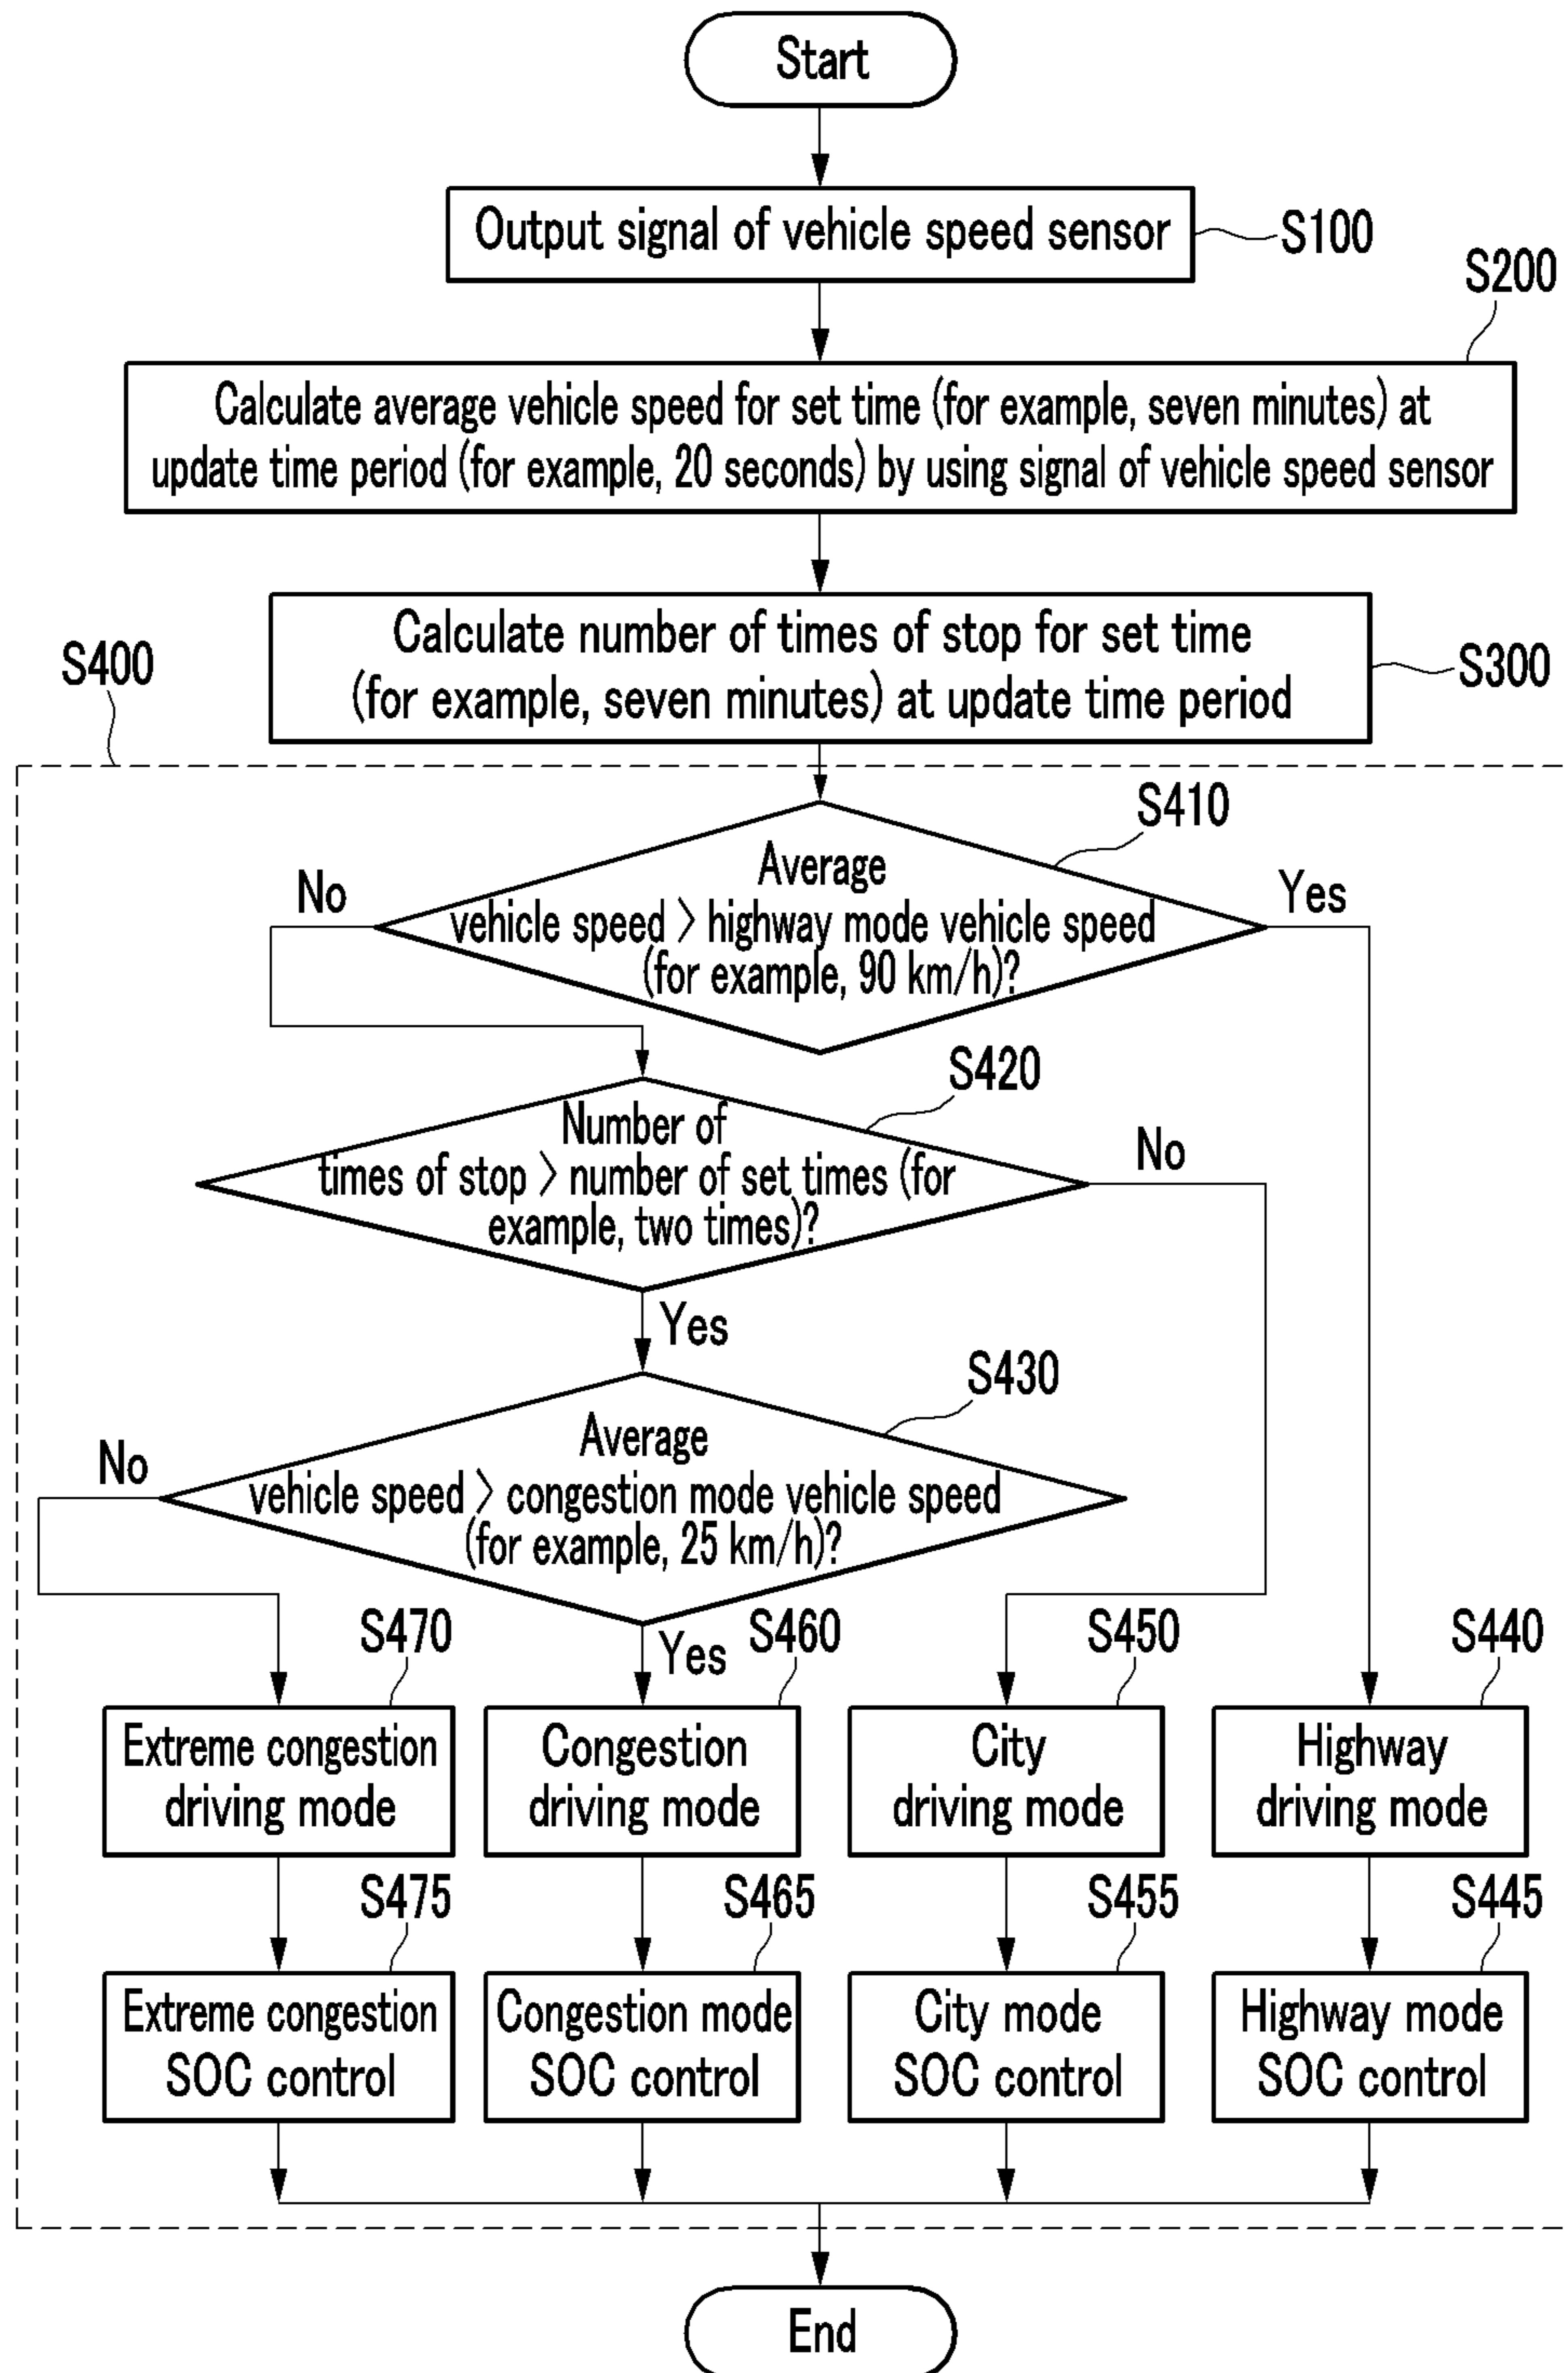 Start
Output signal of vehicle speed sensor
S100
S200
Calculate average vehicle speed for set time (for example, seven minutes) at
update time period (for example, 20 seconds) by using signal of vehicle speed sensor
Calculate number of times of stop for set time
(for example, seven minutes) at update time period
S300
S400
S410
Average
vehicle speed > highway mode vehicle speed
(for example, 90 km/h)?
No
Yes
S420
Number of
times of stop > number of set times (for
example, two times)?
No
Yes
S430
Average
vehicle speed > congestion mode vehicle speed
(for example, 25 km/h)?
No
Yes
S470
S460
S450
S440
Extreme congestion
driving mode
Congestion
driving mode
City
driving mode
Highway
driving mode
S475
S465
S455
S445
Extreme congestion
SOC control
Congestion mode
SOC control
City mode
SOC control
Highway mode
SOC control
End